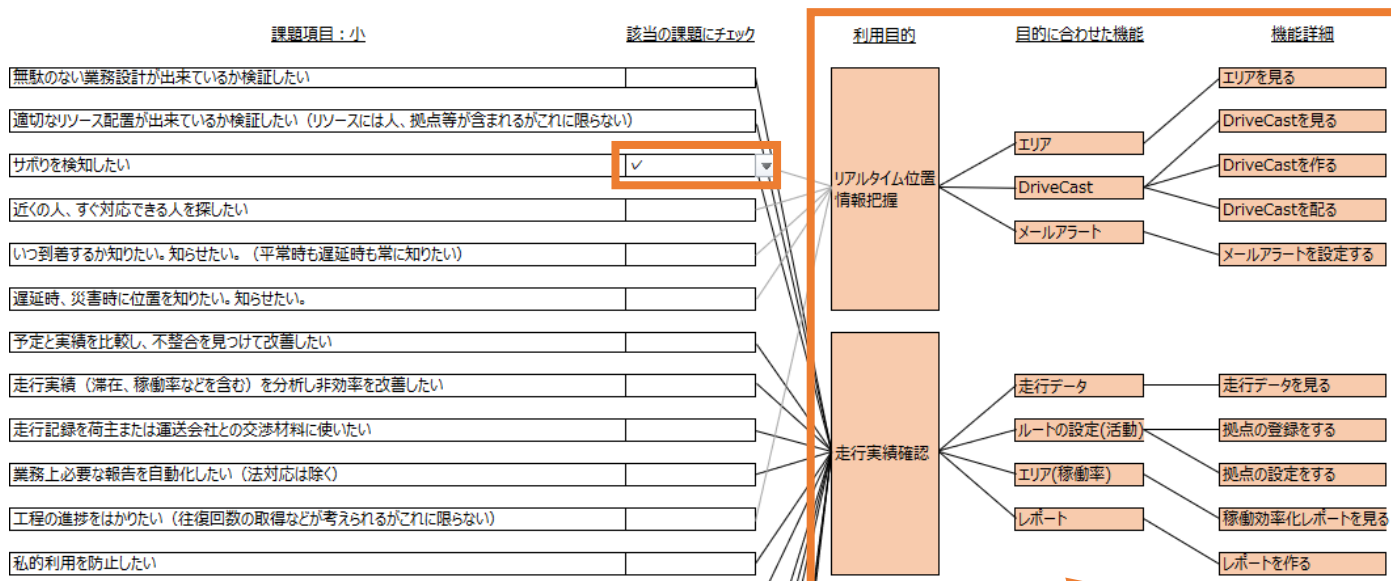 課題項目：小 該当の課題にチェック 利用目的 目的に合わせた機能 機能詳細
無駄のない業務設計が出来ているか検証したい
適切なリソース配置が出来ているか検証したい（リソースには人、拠点等が含まれるがこれに限らない）
サボりを検知したい ✓
近くの人、すぐ対応できる人を探したい
いつ到着するか知りたい。知らせたい。（平常時も遅延時も常に知りたい）
遅延時、災害時に位置を知りたい。知らせたい。
予定と実績を比較し、不整合を見つけて改善したい
走行実績（滞在、稼働率などを含む）を分析し非効率を改善したい
走行記録を荷主または運送会社との交渉材料に使いたい
業務上必要な報告を自動化したい（法対応は除く）
工程の進捗をはかりたい（往復回数の取得などが考えられるがこれに限らない）
私的利用を防止したい
リアルタイム位置
情報把握
走行実績確認
エリア
DriveCast
メールアラート
走行データ
ルートの設定(活動)
エリア(稼働率)
レポート
エリアを見る
DriveCastを見る
DriveCastを作る
DriveCastを配る
メールアラートを設定する
走行データを見る
拠点の登録をする
拠点の設定をする
稼働効率化レポートを見る
レポートを作る